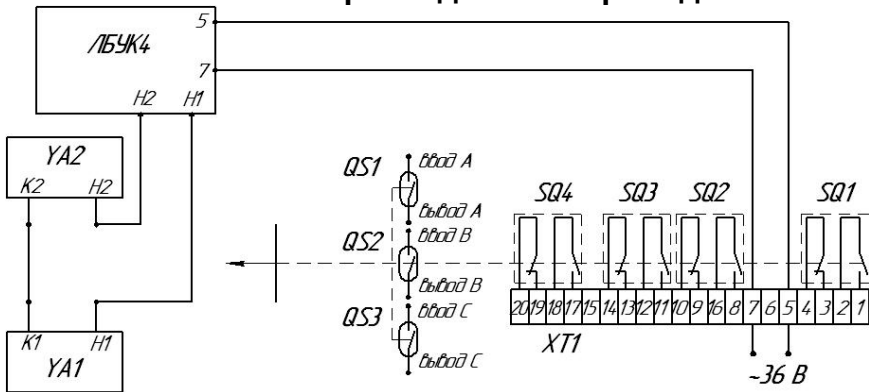 5
ЛБУК4
7
H2 H1
YA2
K2 H2
QS1
ввод A
вывод A
QS2
ввод B
вывод B
QS3
ввод C
вывод C
SQ4 SQ3 SQ2 SQ1
20 19 18 17 15 14 13 12 11 10 9 16 8 7 6 5 4 3 2 1
XT1
~36 В
K1 H1
YA1